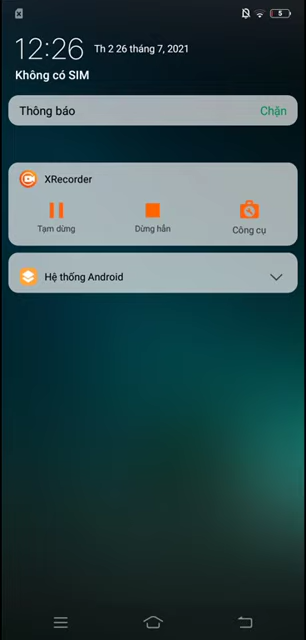 5
12:26 Th 2 26 tháng 7, 2021
Không có SIM
Thông báo Chặn
XRecorder
Tạm dừng Dừng hẳn Công cụ
Hệ thống Android